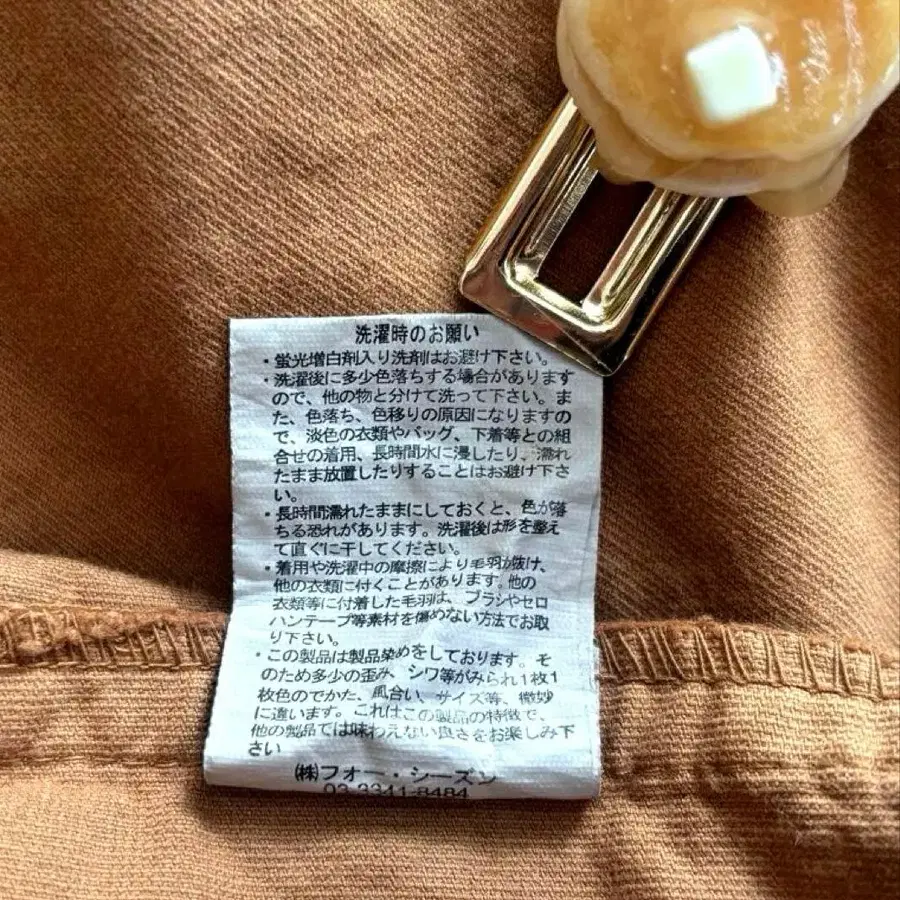 洗濯時のお願い
・蛍光増白剤入り洗剤はお避け下さい。
・洗濯後に多少色落ちする場合があります
ので、他の物と分けて洗って下さい。ま
た、色落ち、色移りの原因になりますの
で、淡色の衣類やバッグ、下着等との組
合せの着用、長時間水に浸したり、濡れ
たまま放置したりすることはお避け下さ
い。
・長時間濡れたままにしておくと、色が落
ちる恐れがあります。洗濯後は形を整え
て直ぐに干してください。
・着用や洗濯中の摩擦により毛羽が抜け、
他の衣類に付くことがあります。他の
衣類等に付着した毛羽は、ブラシやセロ
ハンテープ等素材を傷めない方法でお取
り下さい。
・この製品は製品染めをしております。そ
のため多少の歪み、シワ等がみられ1枚1
枚色のでかた、風合い、サイズ等、微妙
に違います。これはこの製品の特徴で、
他の製品では味わえない良さをお楽しみ下
さい
㈱フォー・シーズン
03-3341-8484